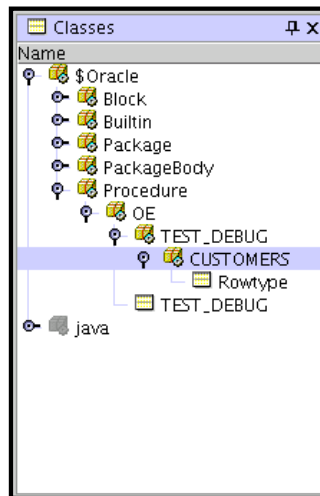 Classes
Name
$Oracle
Block
Builtin
Package
PackageBody
Procedure
OE
TEST_DEBUG
CUSTOMERS
Rowtype
TEST_DEBUG
java